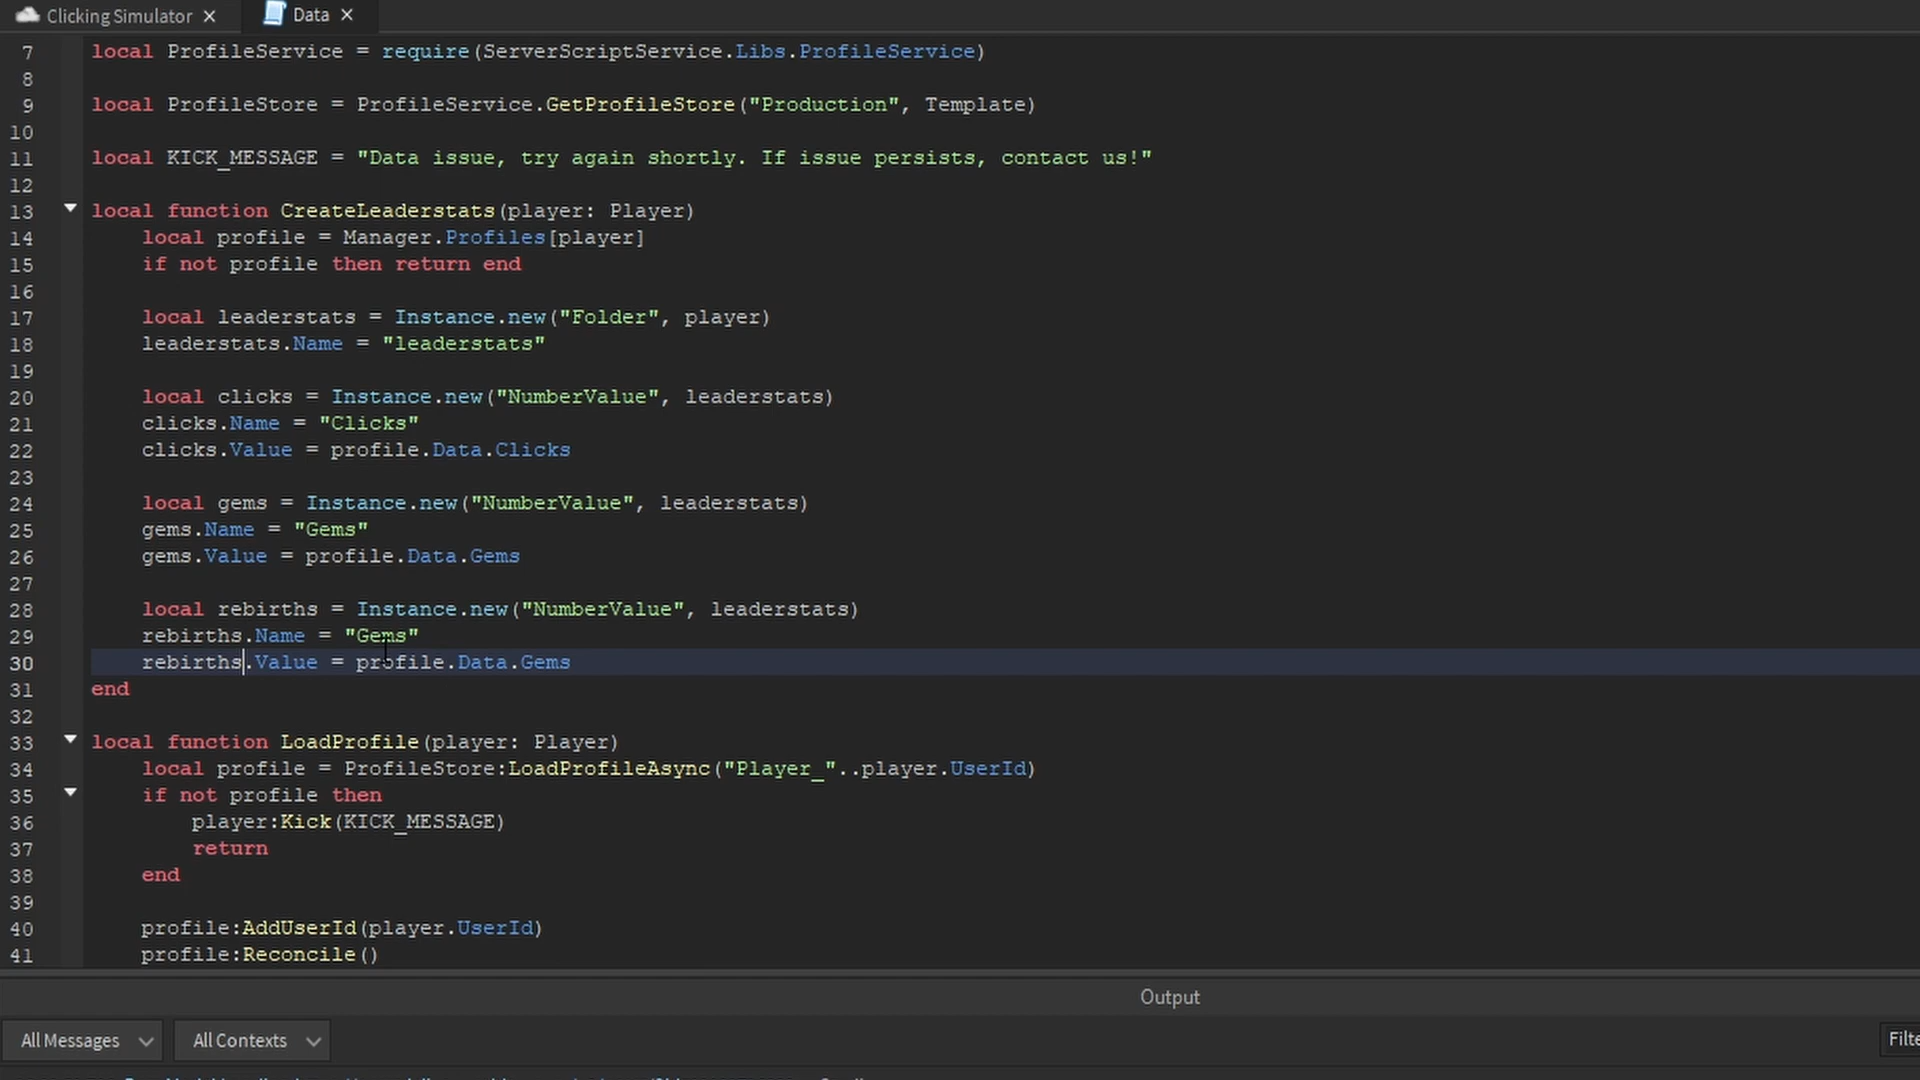 Clicking Simulator × Data ×
7 local ProfileService = require(ServerScriptService.Libs.ProfileService)
8
9 local ProfileStore = ProfileService.GetProfileStore("Production", Template)
10
11 local KICK_MESSAGE = "Data issue, try again shortly. If issue persists, contact us!"
12
13 local function CreateLeaderstats(player: Player)
14 local profile = Manager.Profiles[player]
15 if not profile then return end
16
17 local leaderstats = Instance.new("Folder", player)
18 leaderstats.Name = "leaderstats"
19
20 local clicks = Instance.new("NumberValue", leaderstats)
21 clicks.Name = "Clicks"
22 clicks.Value = profile.Data.Clicks
23
24 local gems = Instance.new("NumberValue", leaderstats)
25 gems.Name = "Gems"
26 gems.Value = profile.Data.Gems
27
28 local rebirths = Instance.new("NumberValue", leaderstats)
29 rebirths.Name = "Gems"
30 rebirths.Value = profile.Data.Gems
31 end
32
33 local function LoadProfile(player: Player)
34 local profile = ProfileStore:LoadProfileAsync("Player_"..player.UserId)
35 if not profile then
36 player:Kick(KICK_MESSAGE)
37 return
38 end
39
40 profile:AddUserId(player.UserId)
41 profile:Reconcile()
Output
All Messages All Contexts